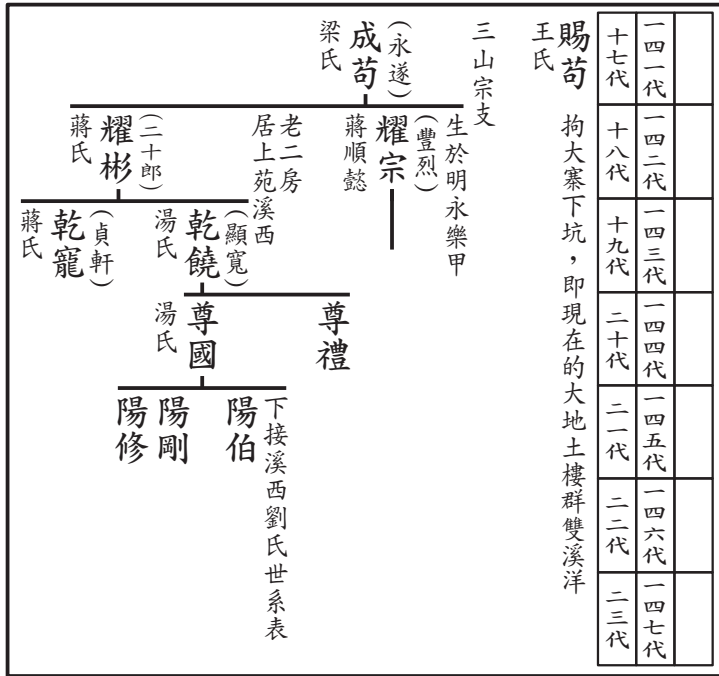 一四一代
一四二代
一四三代
一四四代
一四五代
一四六代
一四七代
十七代
十八代
十九代
二十代
二一代
二二代
二三代
賜苟 拘大寨下坑，即現在的大地土樓群雙溪洋
王氏
三山宗支
(永遂)
成苟
梁氏
生於明永樂甲
(豐烈)
耀宗
蔣順懿
老二房
居上苑溪西
(三十郎)
耀彬
蔣氏
(顯寬)
乾饒
湯氏
(貞軒)
乾寵
蔣氏
尊禮
尊國
湯氏
下接溪西劉氏世系表
陽伯
陽剛
陽修